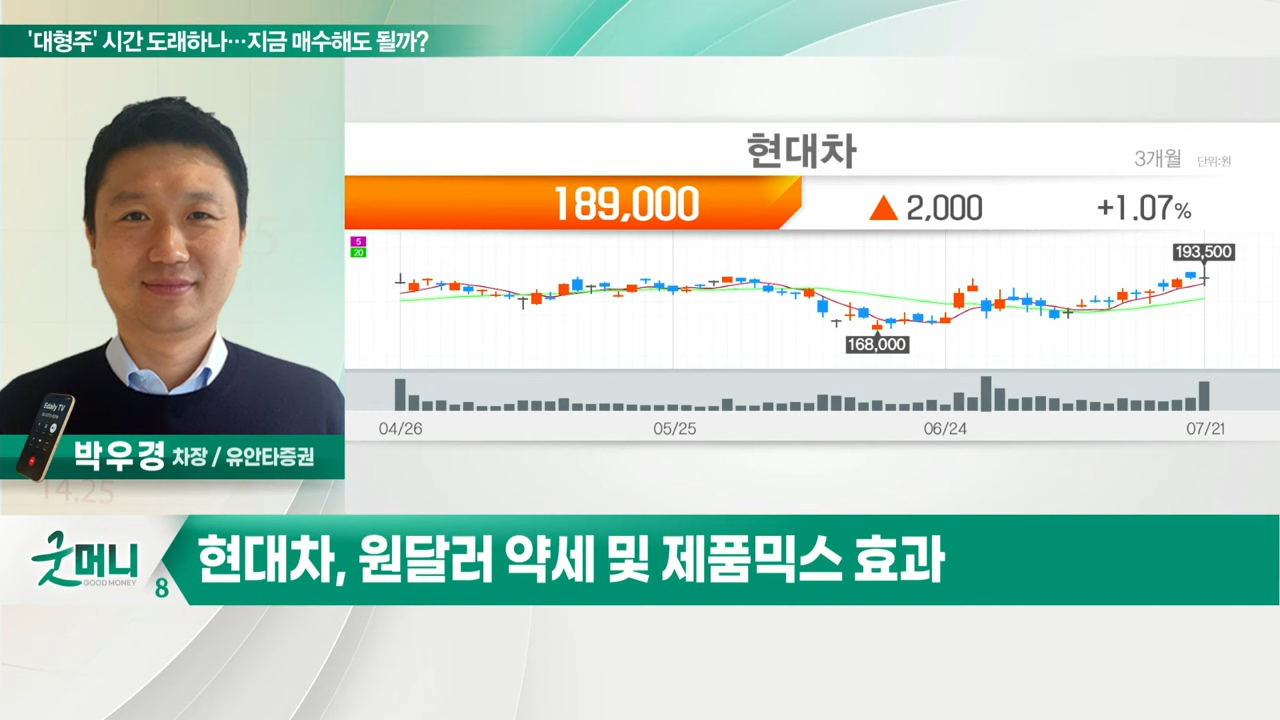 '대형주' 시간 도래하나…지금 매수해도 될까?
현대차
3개월 단위:원
189,000 ▲ 2,000 +1.07%
5
20
193,500
168,000
04/26 05/25 06/24 07/21
Edaily TV
박우경 차장 / 유안타증권
14.25
굿머니
GOOD MONEY
8
현대차, 원달러 약세 및 제품믹스 효과